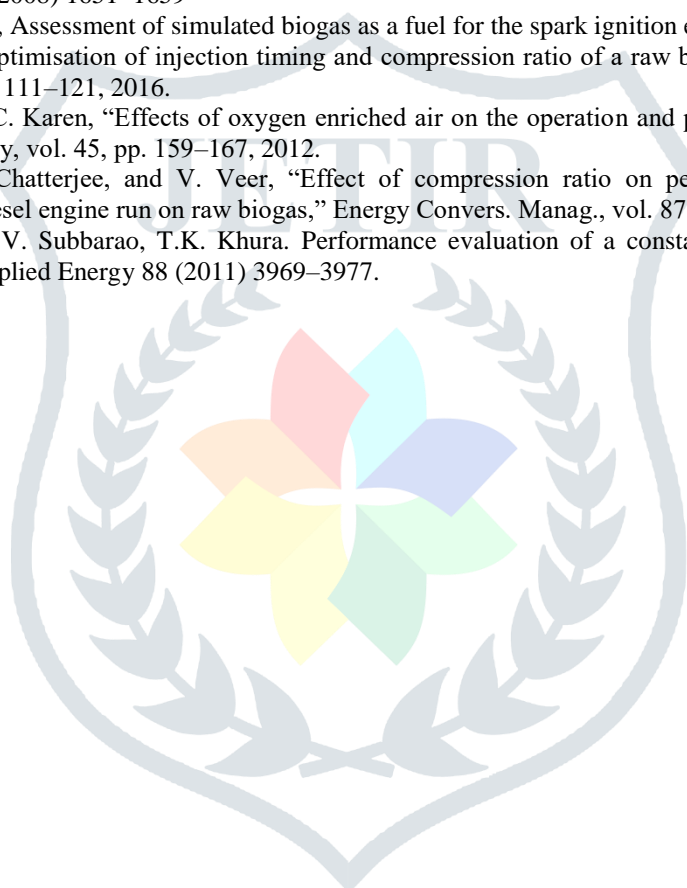 , Assessment of simulated biogas as a fuel for the spark ignition e
ptimisation of injection timing and compression ratio of a raw b
111–121, 2016.
C. Karen, “Effects of oxygen enriched air on the operation and p
y, vol. 45, pp. 159–167, 2012.
Chatterjee, and V. Veer, “Effect of compression ratio on pe
esel engine run on raw biogas,” Energy Convers. Manag., vol. 87
V. Subbarao, T.K. Khura. Performance evaluation of a consta
plied Energy 88 (2011) 3969–3977.
JETIR